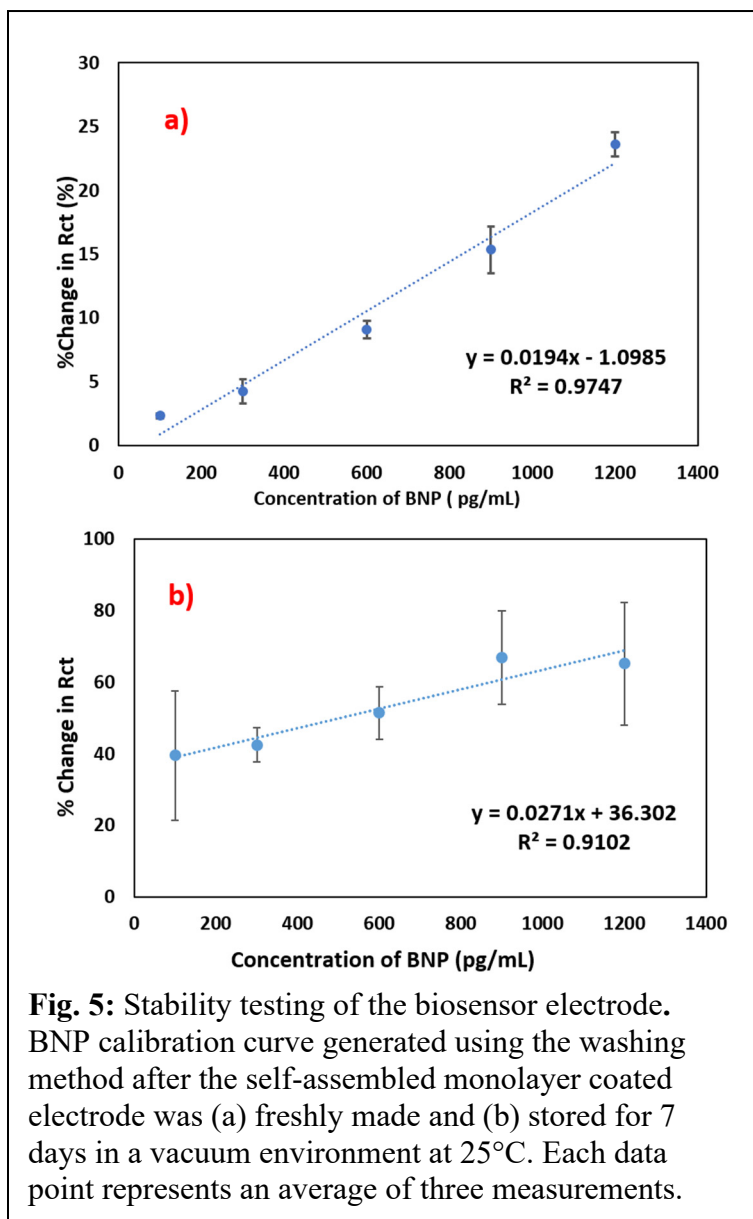 30
25
20
15
10
5
0
%Change in Rct (%)
a)
y = 0.0194x - 1.0985
R² = 0.9747
0 200 400 600 800 1000 1200 1400
Concentration of BNP ( pg/mL)
100
80
60
40
20
0
% Change in Rct
b)
y = 0.0271x + 36.302
R² = 0.9102
0 200 400 600 800 1000 1200 1400
Concentration of BNP (pg/mL)
Fig. 5: Stability testing of the biosensor electrode.
BNP calibration curve generated using the washing
method after the self-assembled monolayer coated
electrode was (a) freshly made and (b) stored for 7
days in a vacuum environment at 25°C. Each data
point represents an average of three measurements.